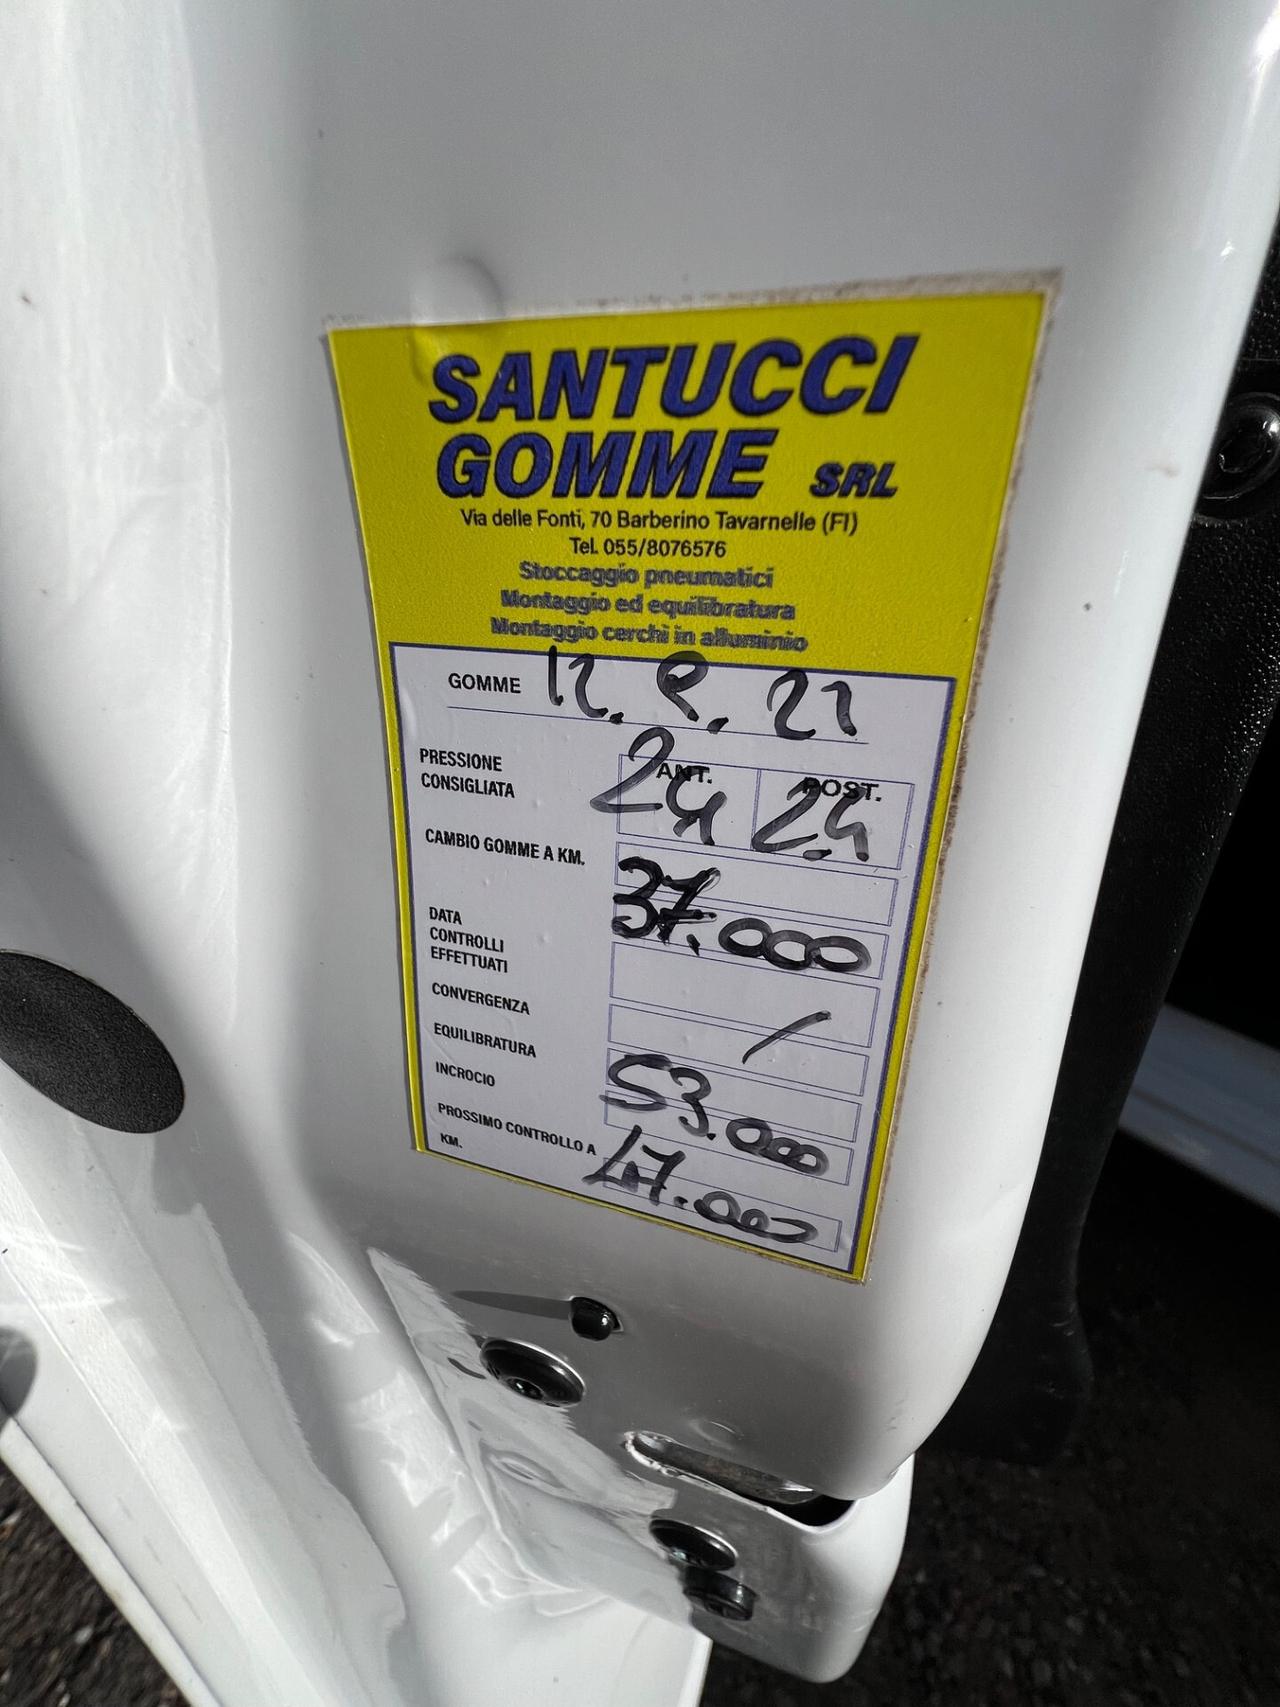 SANTUCCI
GOMME SRL
Via delle Fonti, 70 Barberino Tavarnelle (FI)
Tel. 055/8076576
Stoccaggio pneumatici
Montaggio ed equilibratura
Montaggio cerchi in alluminio
GOMME 12.
PRESSIONE
CONSIGLIATA
ANT. POST.
2.4 2.4
CAMBIO GOMME A KM.
37.000
DATA
CONTROLLI
EFFETTUATI
CONVERGENZA
/
EQUILIBRATURA
INCROCIO
53.000
PROSSIMO CONTROLLO A
KM.
47.000